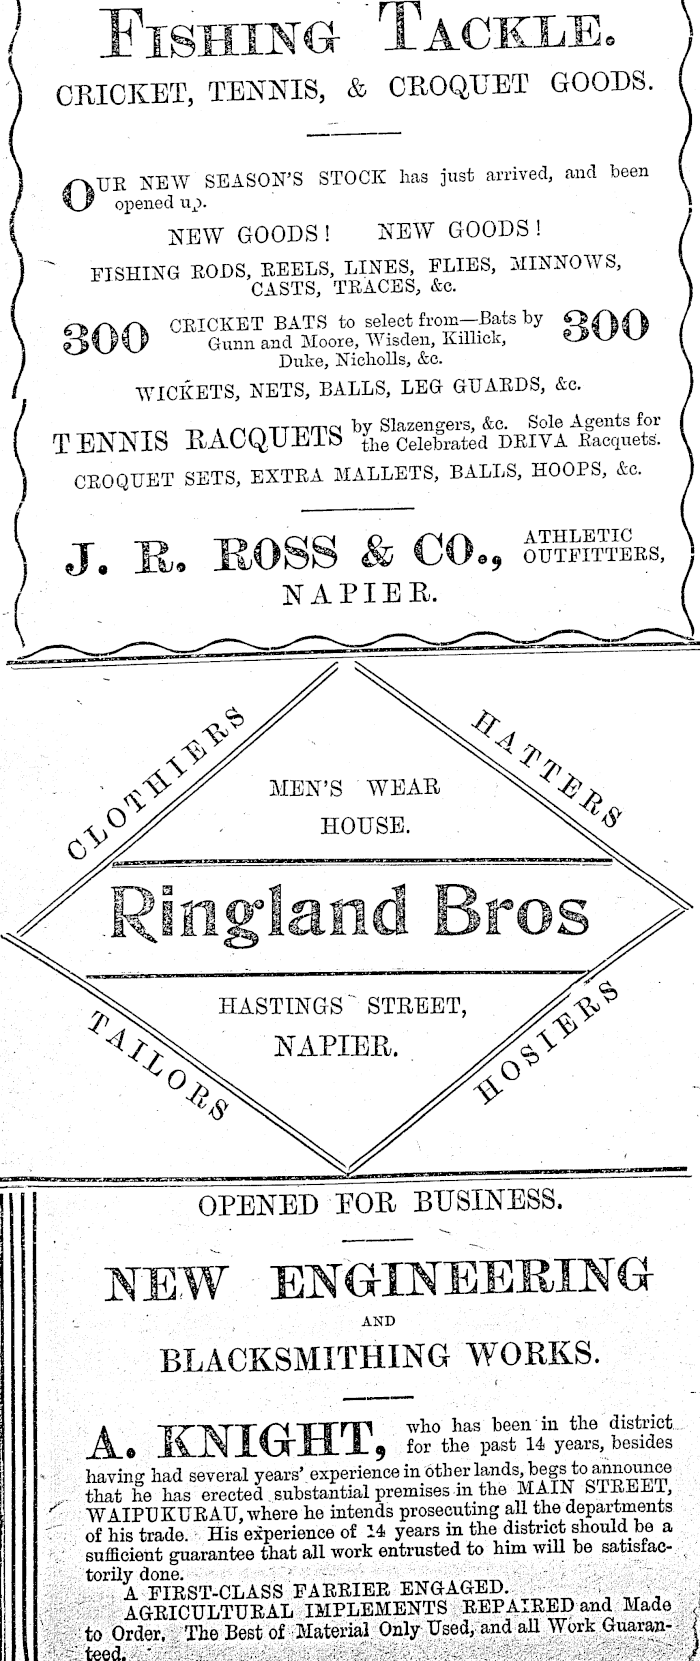 FISHING TACKLE.
CRICKET, TENNIS, & CROQUET GOODS.
OUR NEW SEASON'S STOCK has just arrived, and been
opened up.
NEW GOODS! NEW GOODS!
FISHING RODS, REELS, LINES, FLIES, MINNOWS,
CASTS, TRACES, &c.
300 CRICKET BATS to select from—Bats by 300
Gunn and Moore, Wisden, Killick,
Duke, Nicholls, &c.
WICKETS, NETS, BALLS, LEG GUARDS, &c.
TENNIS RACQUETS by Slazengers, &c. Sole Agents for
the Celebrated DRIVA Racquets.
CROQUET SETS, EXTRA MALLETS, BALLS, HOOPS, &c.
J. R. ROSS & CO., ATHLETIC
OUTFITTERS,
NAPIER.
CLOTHIERS
HATTERS
MEN'S WEAR
HOUSE.
Ringland Bros
HASTINGS STREET,
NAPIER.
TAILORS
HOSIERS
OPENED FOR BUSINESS.
NEW ENGINEERING
AND
BLACKSMITHING WORKS.
A. KNIGHT, who has been in the district
for the past 14 years, besides
having had several years' experience in other lands, begs to announce
that he has erected substantial premises in the MAIN STREET,
WAIPUKURAU, where he intends prosecuting all the departments
of his trade. His experience of 14 years in the district should be a
sufficient guarantee that all work entrusted to him will be satisfac-
torily done.
A FIRST-CLASS FARRIER ENGAGED.
AGRICULTURAL IMPLEMENTS REPAIRED and Made
to Order. The Best of Material Only Used, and all Work Guaran-
teed.